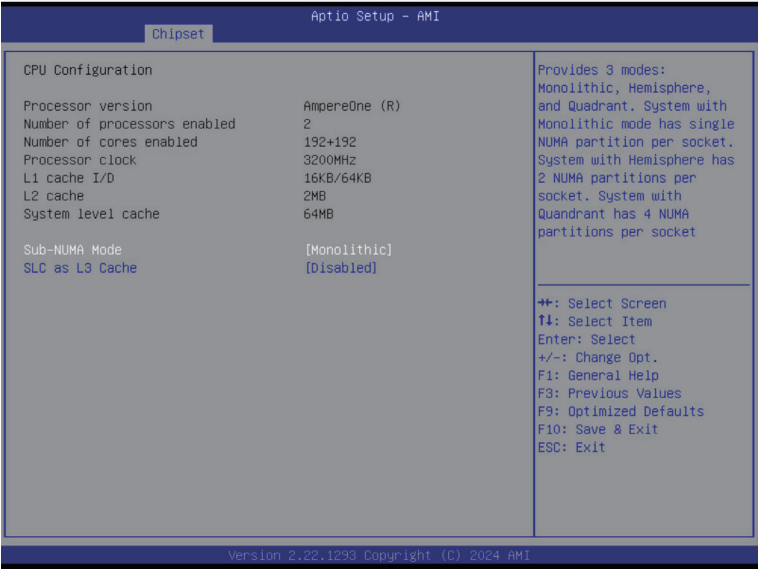 Aptio Setup - AMI
Chipset
CPU Configuration
Processor version AmpereOne (R)
Number of processors enabled 2
Number of cores enabled 192+192
Processor clock 3200MHz
L1 cache I/D 16KB/64KB
L2 cache 2MB
System level cache 64MB
Sub-NUMA Mode [Monolithic]
SLC as L3 Cache [Disabled]
Provides 3 modes:
Monolithic, Hemisphere,
and Quadrant. System with
Monolithic mode has single
NUMA partition per socket.
System with Hemisphere has
2 NUMA partitions per
socket. System with
Quandrant has 4 NUMA
partitions per socket
→←: Select Screen
↑↓: Select Item
Enter: Select
+/-: Change Opt.
F1: General Help
F3: Previous Values
F9: Optimized Defaults
F10: Save & Exit
ESC: Exit
Version 2.22.1293 Copyright (C) 2024 AMI